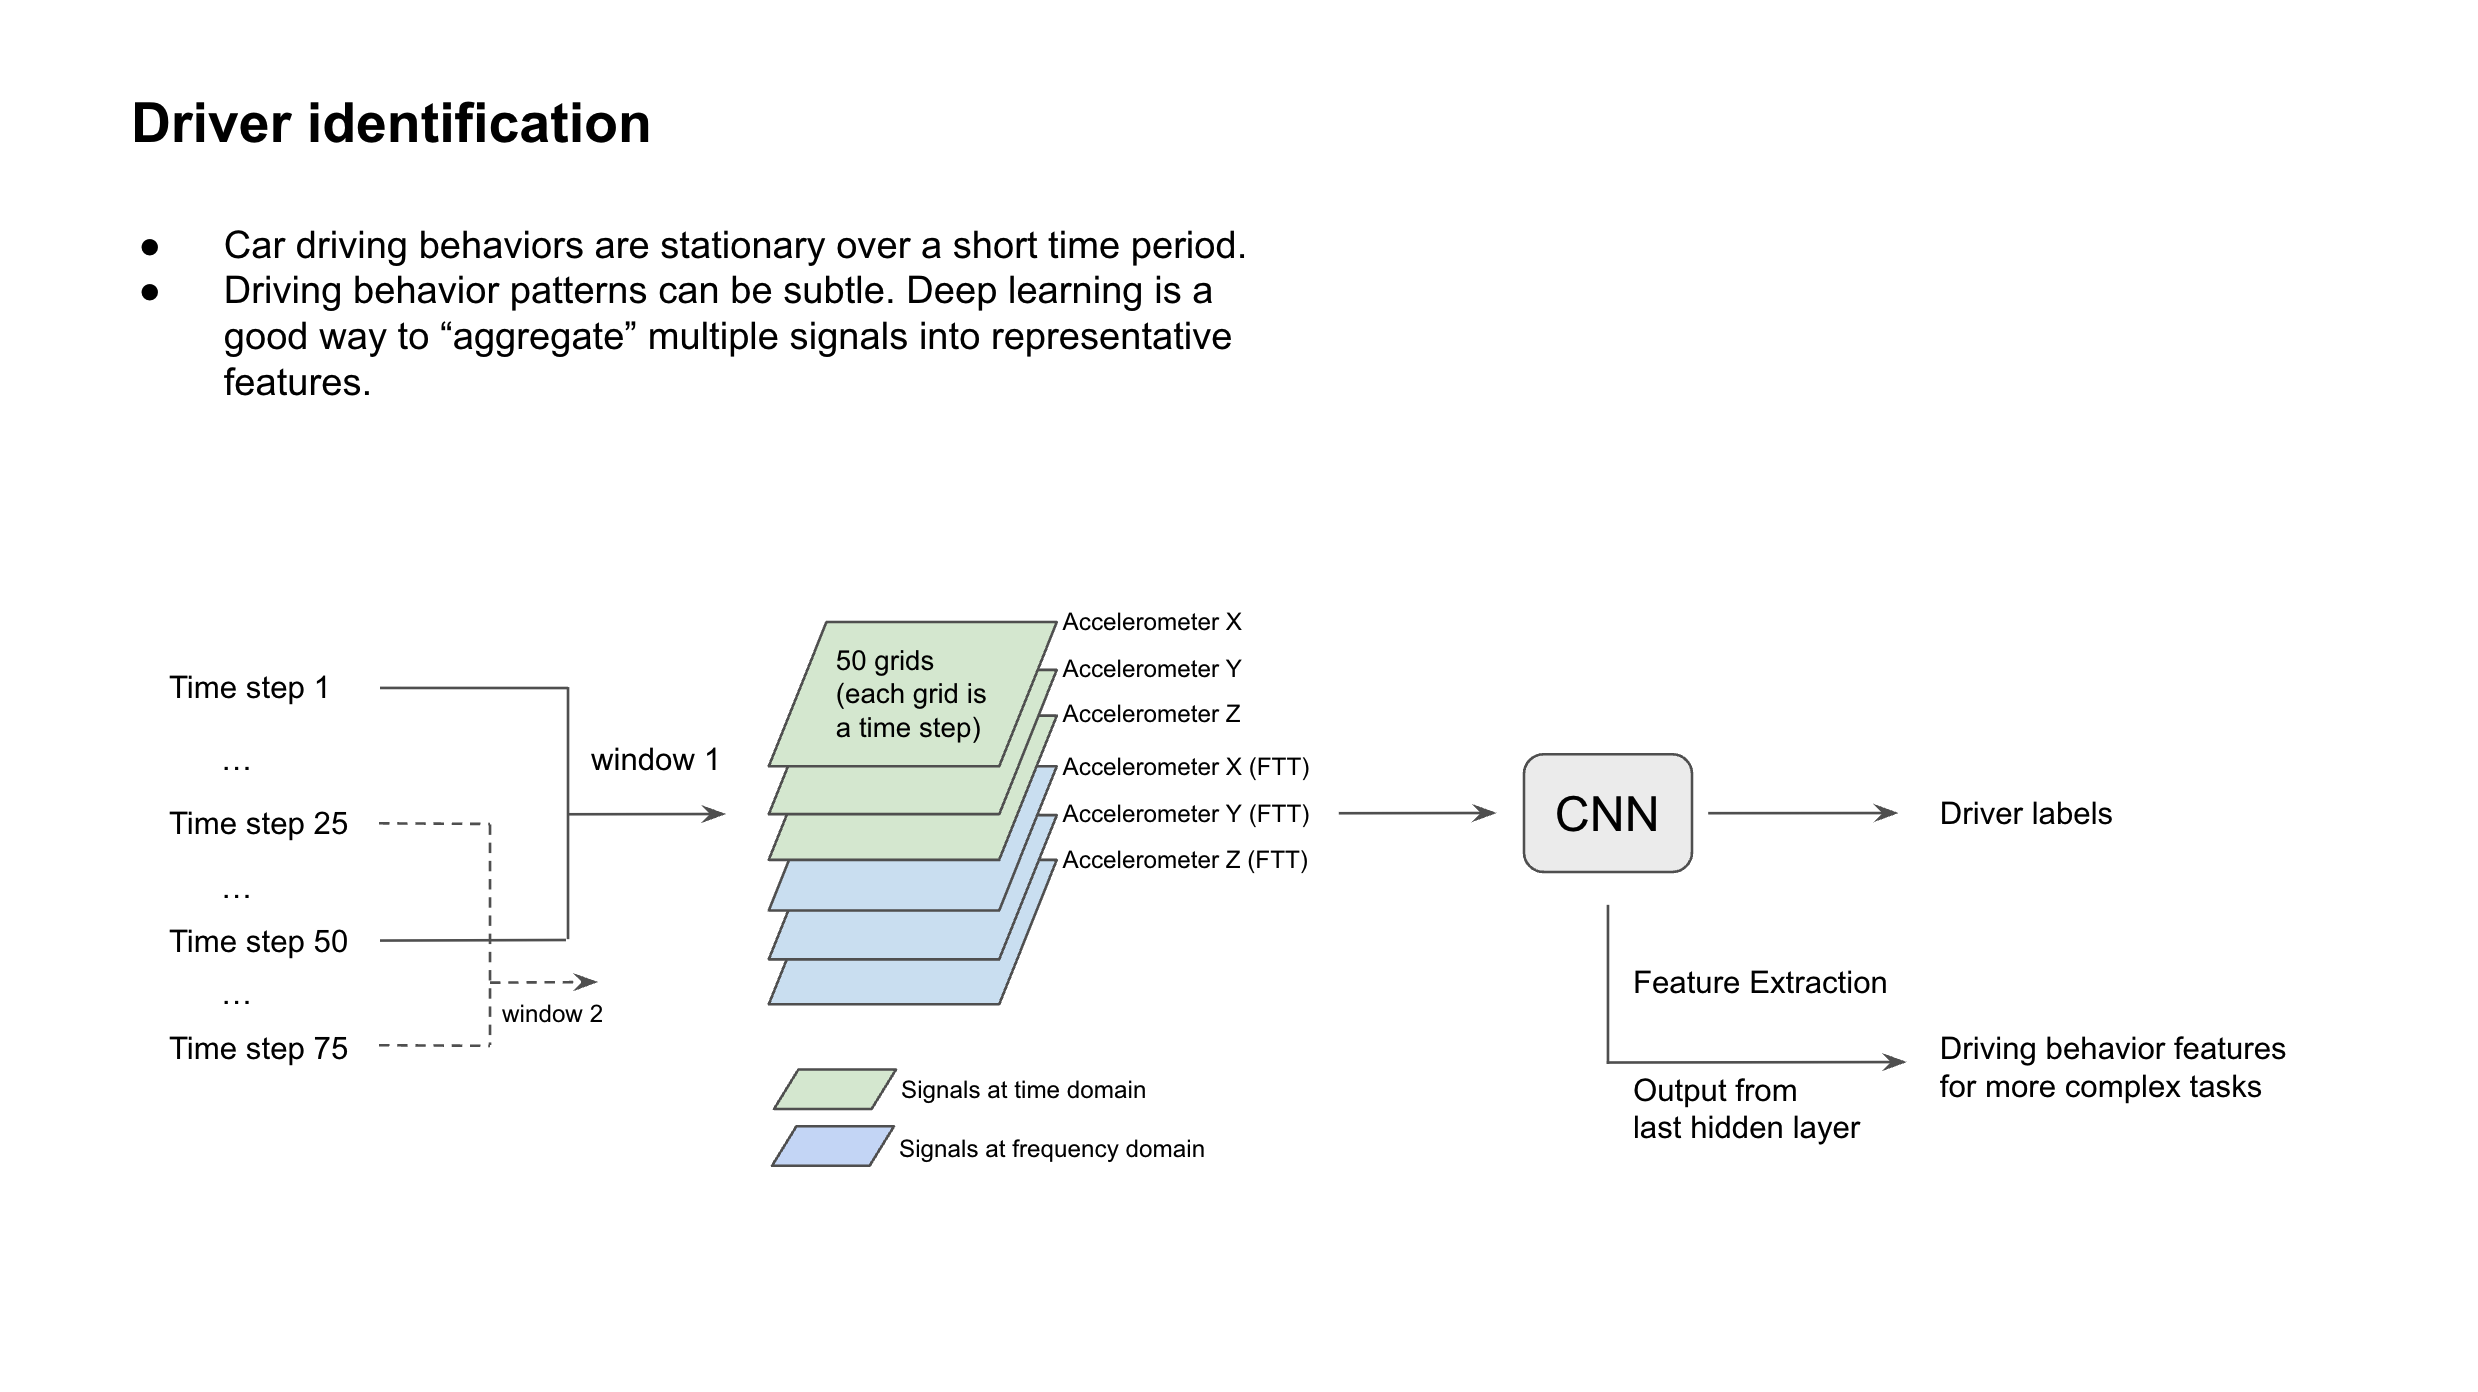 Driver identification
● Car driving behaviors are stationary over a short time period.
● Driving behavior patterns can be subtle. Deep learning is a
good way to “aggregate” multiple signals into representative
features.
Time step 1
…
Time step 25
…
Time step 50
…
Time step 75
window 1
window 2
50 grids
(each grid is
a time step)
Accelerometer X
Accelerometer Y
Accelerometer Z
Accelerometer X (FTT)
Accelerometer Y (FTT)
Accelerometer Z (FTT)
Signals at time domain
Signals at frequency domain
CNN
Driver labels
Feature Extraction
Output from
last hidden layer
Driving behavior features
for more complex tasks